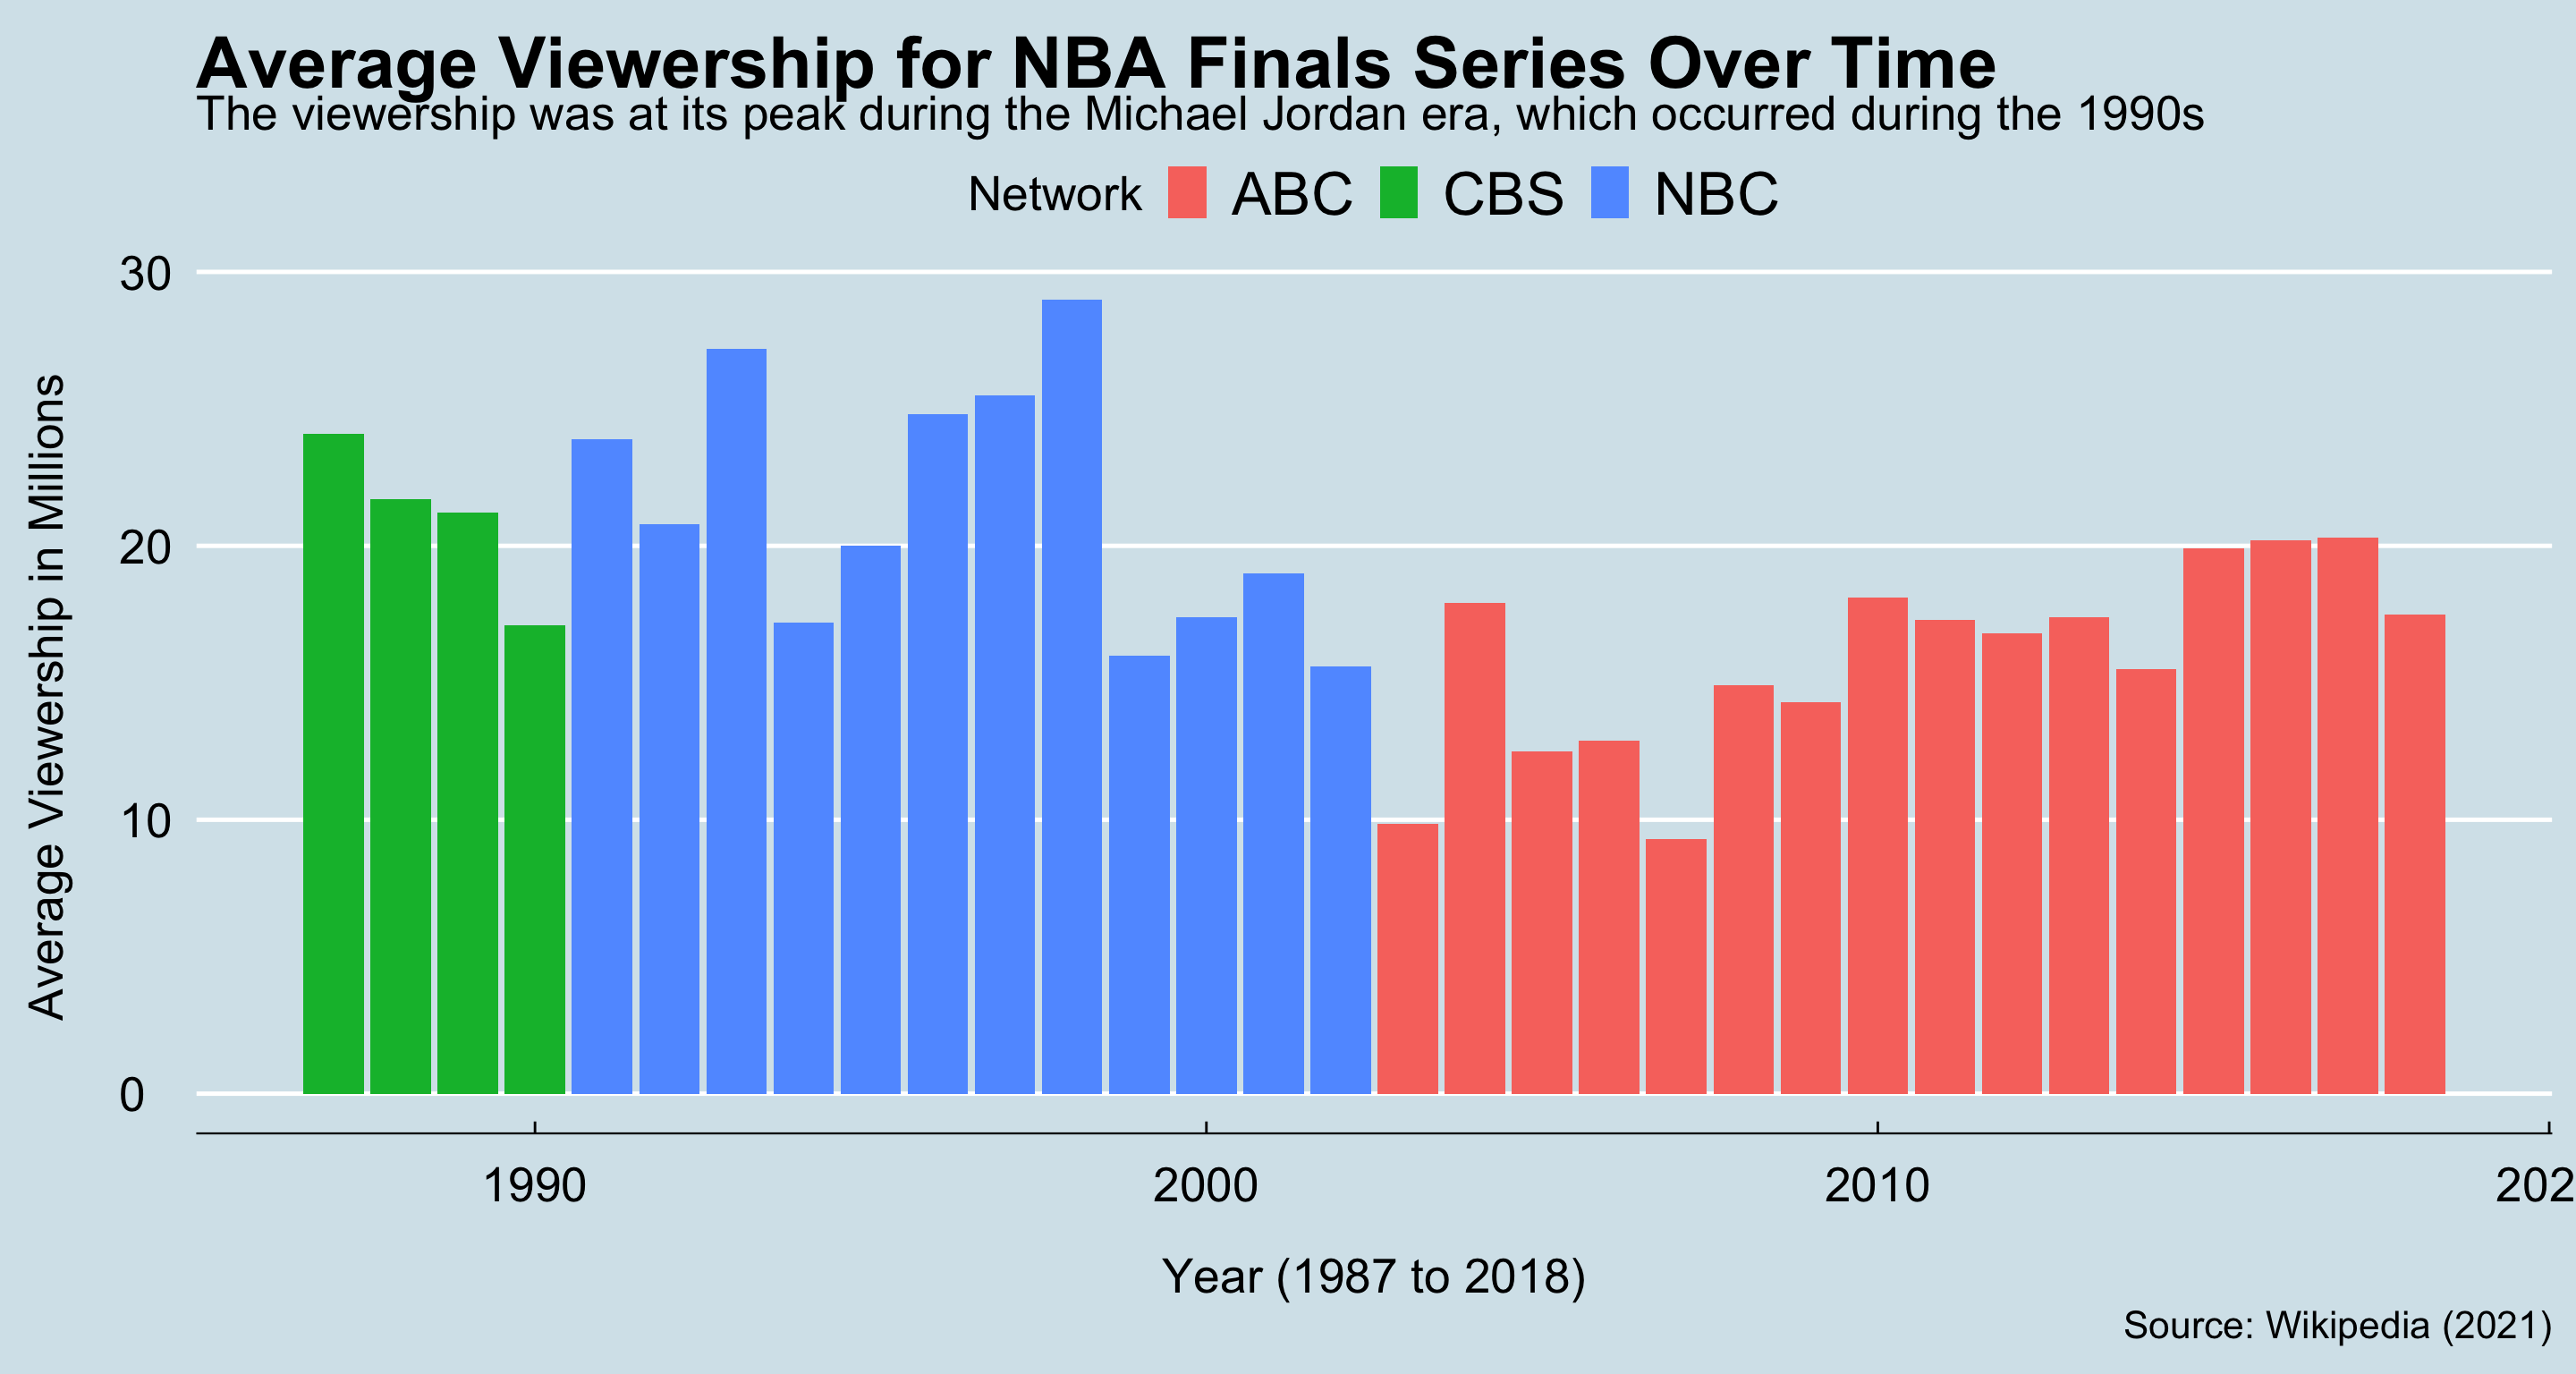 Average Viewership for NBA Finals Series Over Time
The viewership was at its peak during the Michael Jordan era, which occurred during the 1990s
Network ABC CBS NBC
30
20
10
0
Average Viewership in Millions
1990 2000 2010 202
Year (1987 to 2018)
Source: Wikipedia (2021)